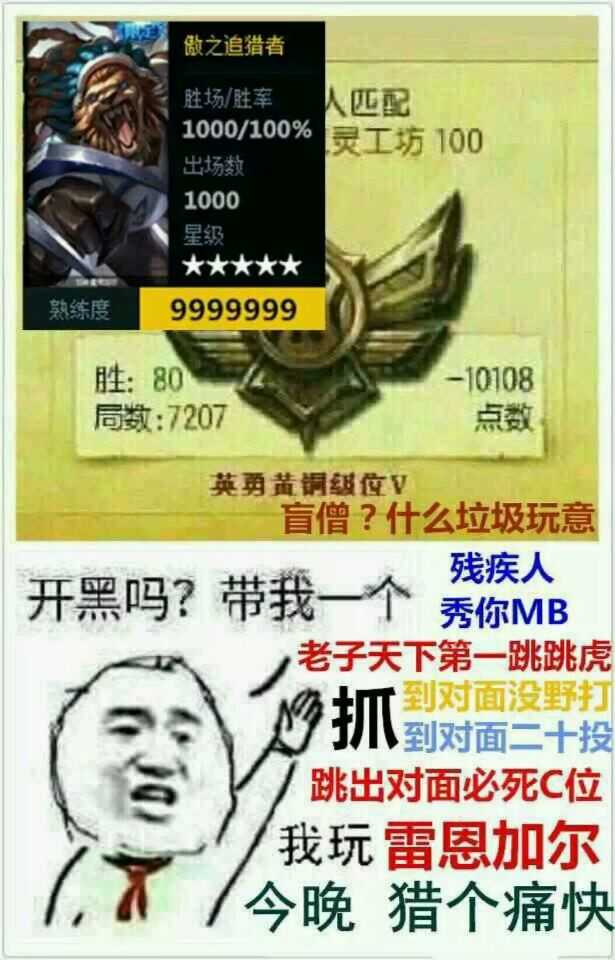 傲之追猎者
胜场/胜率
1000/100%
出场数
1000
星级
★★★★★
熟练度
9999999
人匹配
灵工坊 100
胜: 80
-10108
局数:7207
点数
英勇黄铜级位V
盲僧？什么垃圾玩意
开黑吗? 带我一个
残疾人
秀你MB
老子天下第一跳跳虎
抓
到对面没野打
到对面二十投
跳出对面必死C位
我玩 雷恩加尔
今晚 猎个痛快